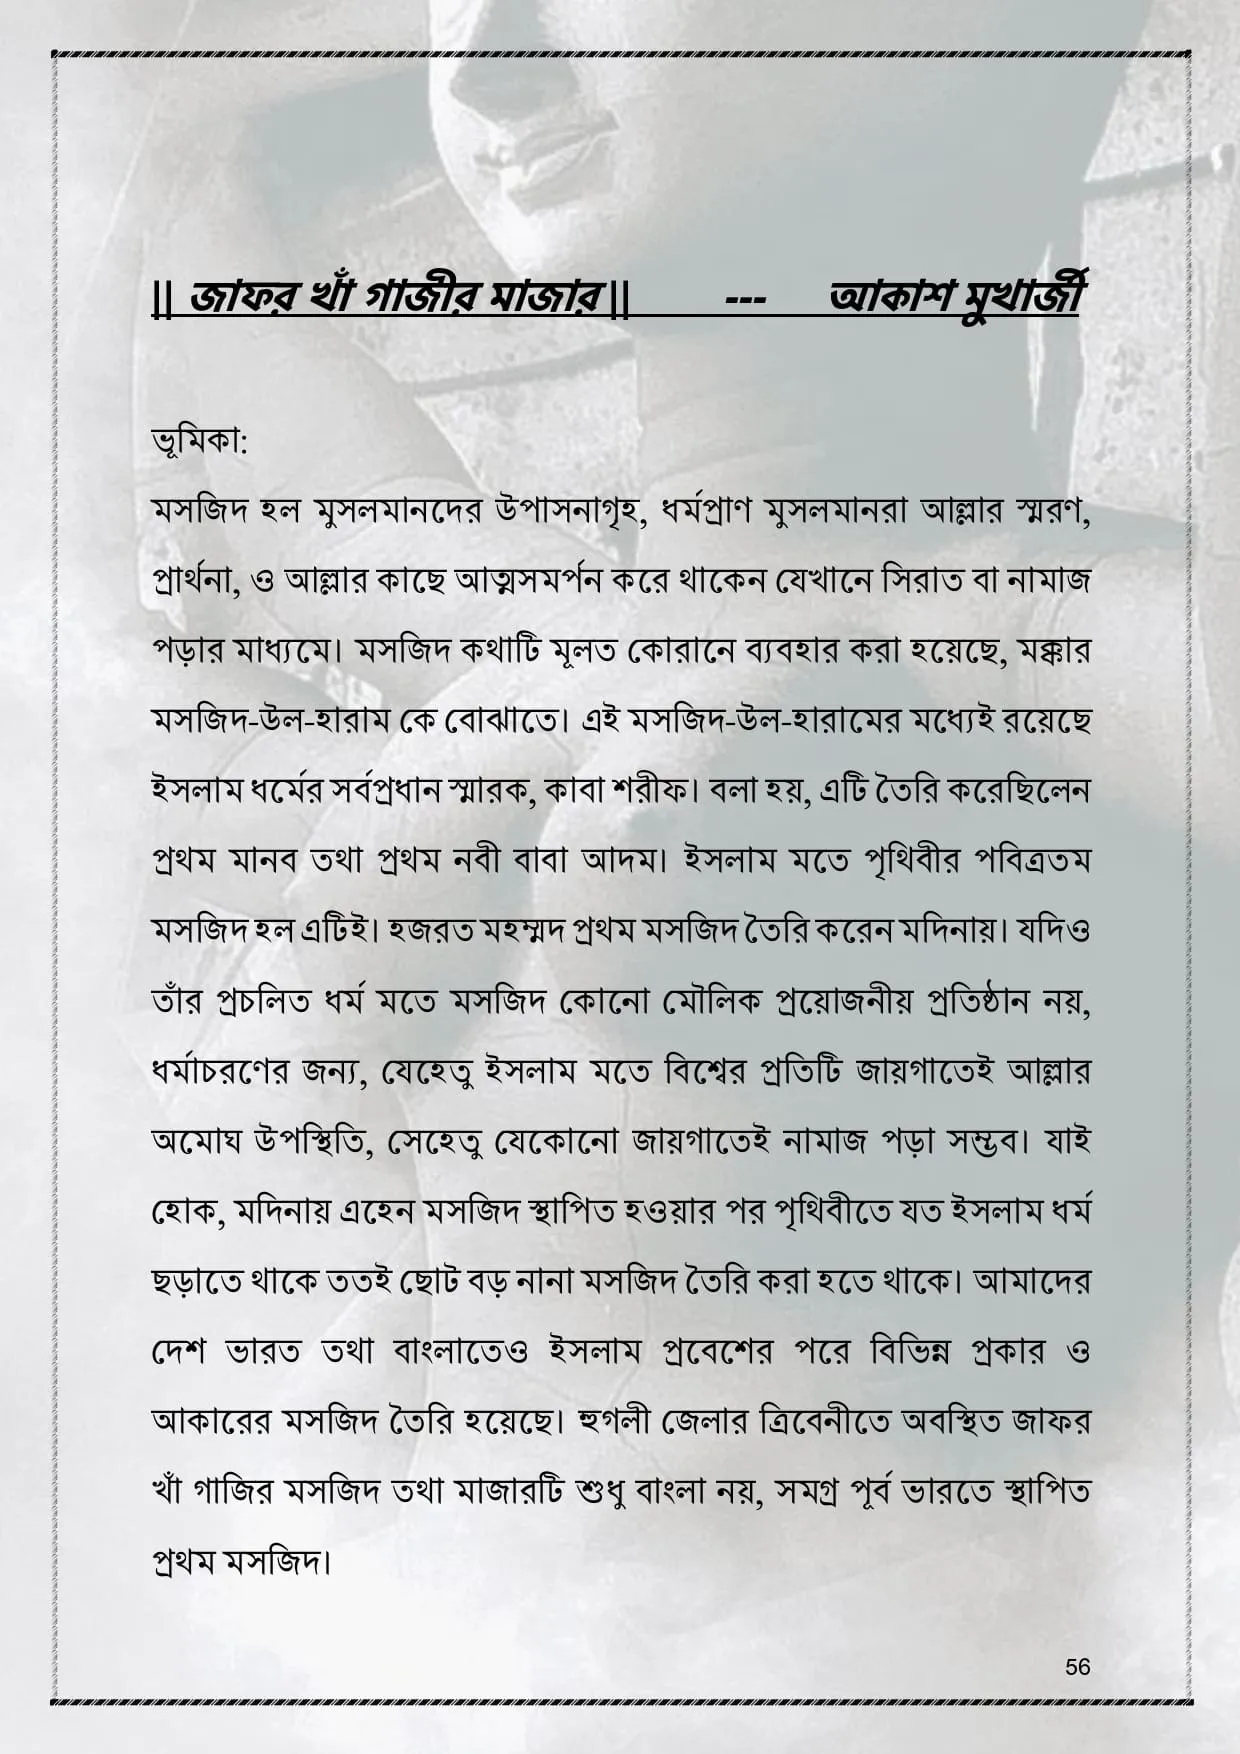 || জাফর খাঁ গাজীর মাজার || --- আকাশ মুখার্জী
ভূমিকা:
মসজিদ হল মুসলমানদের উপাসনাগৃহ, ধর্মপ্রাণ মুসলমানরা আল্লার স্মরণ,
প্রার্থনা, ও আল্লার কাছে আত্মসমর্পন করে থাকেন যেখানে সিরাত বা নামাজ
পড়ার মাধ্যমে। মসজিদ কথাটি মূলত কোরানে ব্যবহার করা হয়েছে, মক্কার
মসজিদ-উল-হারাম কে বোঝাতে। এই মসজিদ-উল-হারামের মধ্যেই রয়েছে
ইসলাম ধর্মের সর্বপ্রধান স্মারক, কাবা শরীফ। বলা হয়, এটি তৈরি করেছিলেন
প্রথম মানব তথা প্রথম নবী বাবা আদম। ইসলাম মতে পৃথিবীর পবিত্রতম
মসজিদ হল এটিই। হজরত মহম্মদ প্রথম মসজিদ তৈরি করেন মদিনায়। যদিও
তাঁর প্রচলিত ধর্ম মতে মসজিদ কোনো মৌলিক প্রয়োজনীয় প্রতিষ্ঠান নয়,
ধর্মাচরণের জন্য, যেহেতু ইসলাম মতে বিশ্বের প্রতিটি জায়গাতেই আল্লার
অমোঘ উপস্থিতি, সেহেতু যেকোনো জায়গাতেই নামাজ পড়া সম্ভব। যাই
হোক, মদিনায় এহেন মসজিদ স্থাপিত হওয়ার পর পৃথিবীতে যত ইসলাম ধর্ম
ছড়াতে থাকে ততই ছোট বড় নানা মসজিদ তৈরি করা হতে থাকে। আমাদের
দেশ ভারত তথা বাংলাতেও ইসলাম প্রবেশের পরে বিভিন্ন প্রকার ও
আকারের মসজিদ তৈরি হয়েছে। হুগলী জেলার ত্রিবেনীতে অবস্থিত জাফর
খাঁ গাজির মসজিদ তথা মাজারটি শুধু বাংলা নয়, সমগ্র পূর্ব ভারতে স্থাপিত
প্রথম মসজিদ।
56